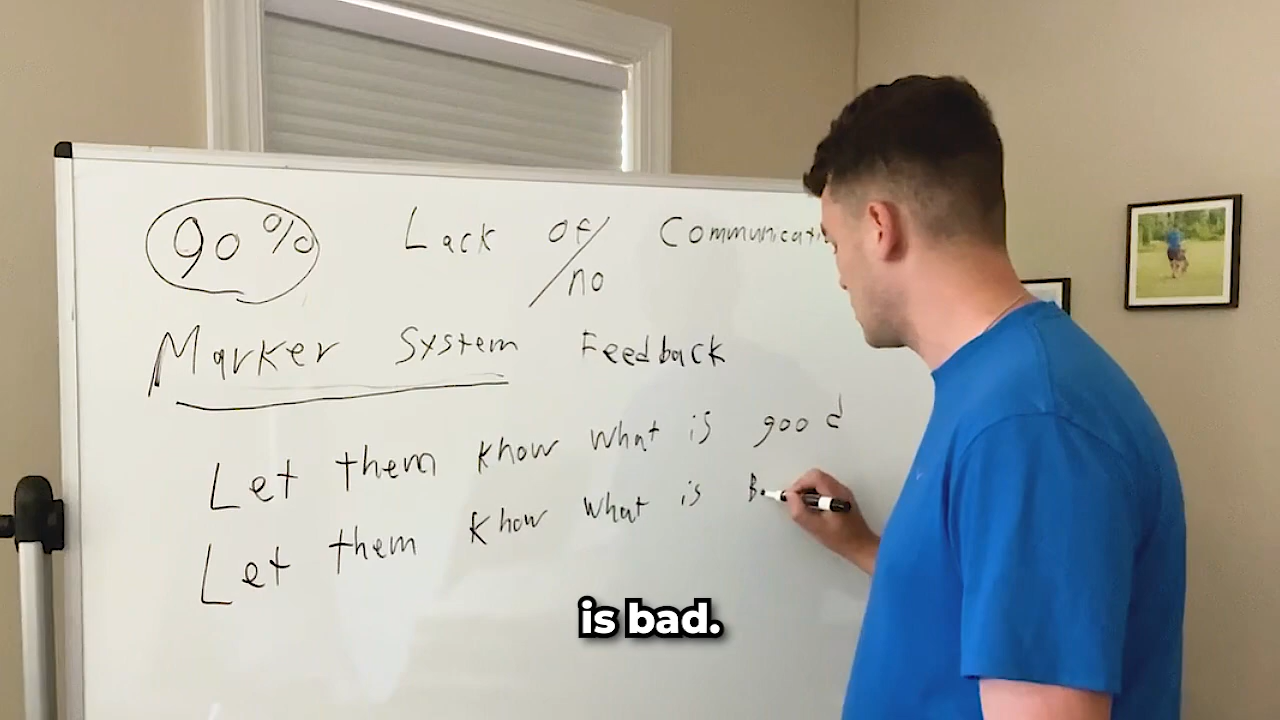 90% Lack of/ Communicati
no
Marker System Feedback
Let them know what is good
Let them know what is Ba
is bad.